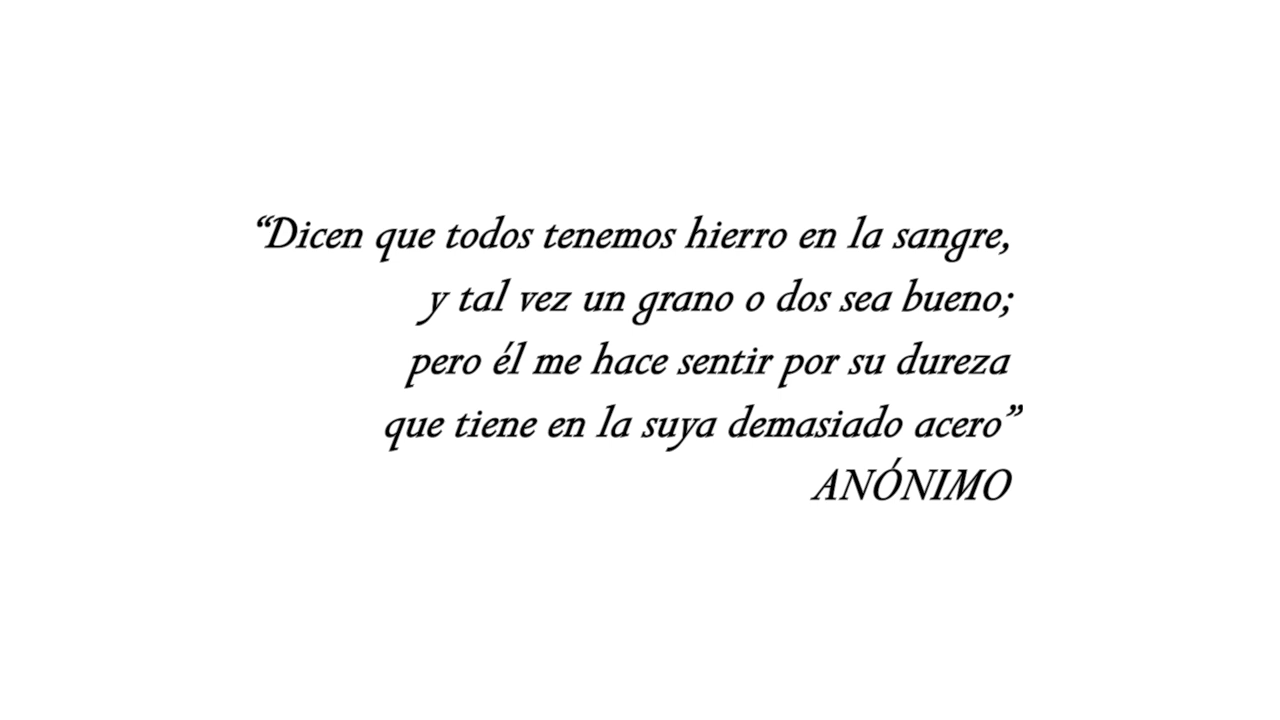 “Dicen que todos tenemos hierro en la sangre,
y tal vez un grano o dos sea bueno;
pero él me hace sentir por su dureza
que tiene en la suya demasiado acero”
ANÓNIMO